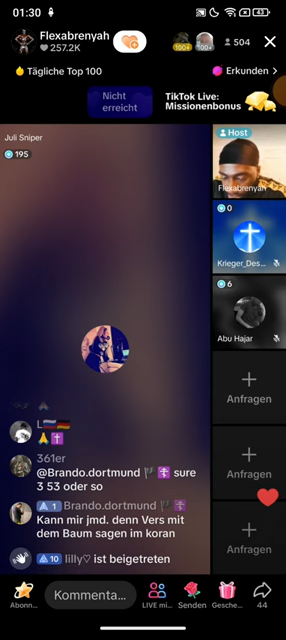 01:30
43
Flexabrenyah
257.2K
100+
100+
504
Tägliche Top 100
Erkunden >
Nicht erreicht
TikTok Live:
Missionenbonus
Juli Sniper
195
Host
Flexabrenyah
0
Krieger_Des...
6
Abu Hajar
Anfragen
Anfragen
Anfragen
L🇷🇺🇩🇪
🙏✝️
361er
@Brando.dortmund 🏴☦️ sure
3 53 oder so
1 Brando.dortmund 🏴☦️
Kann mir jmd. denn Vers mit
dem Baum sagen im koran
10 lilly♡ ist beigetreten
Abonn...
Kommenta...
LIVE mi...
Senden
Gesche...
44